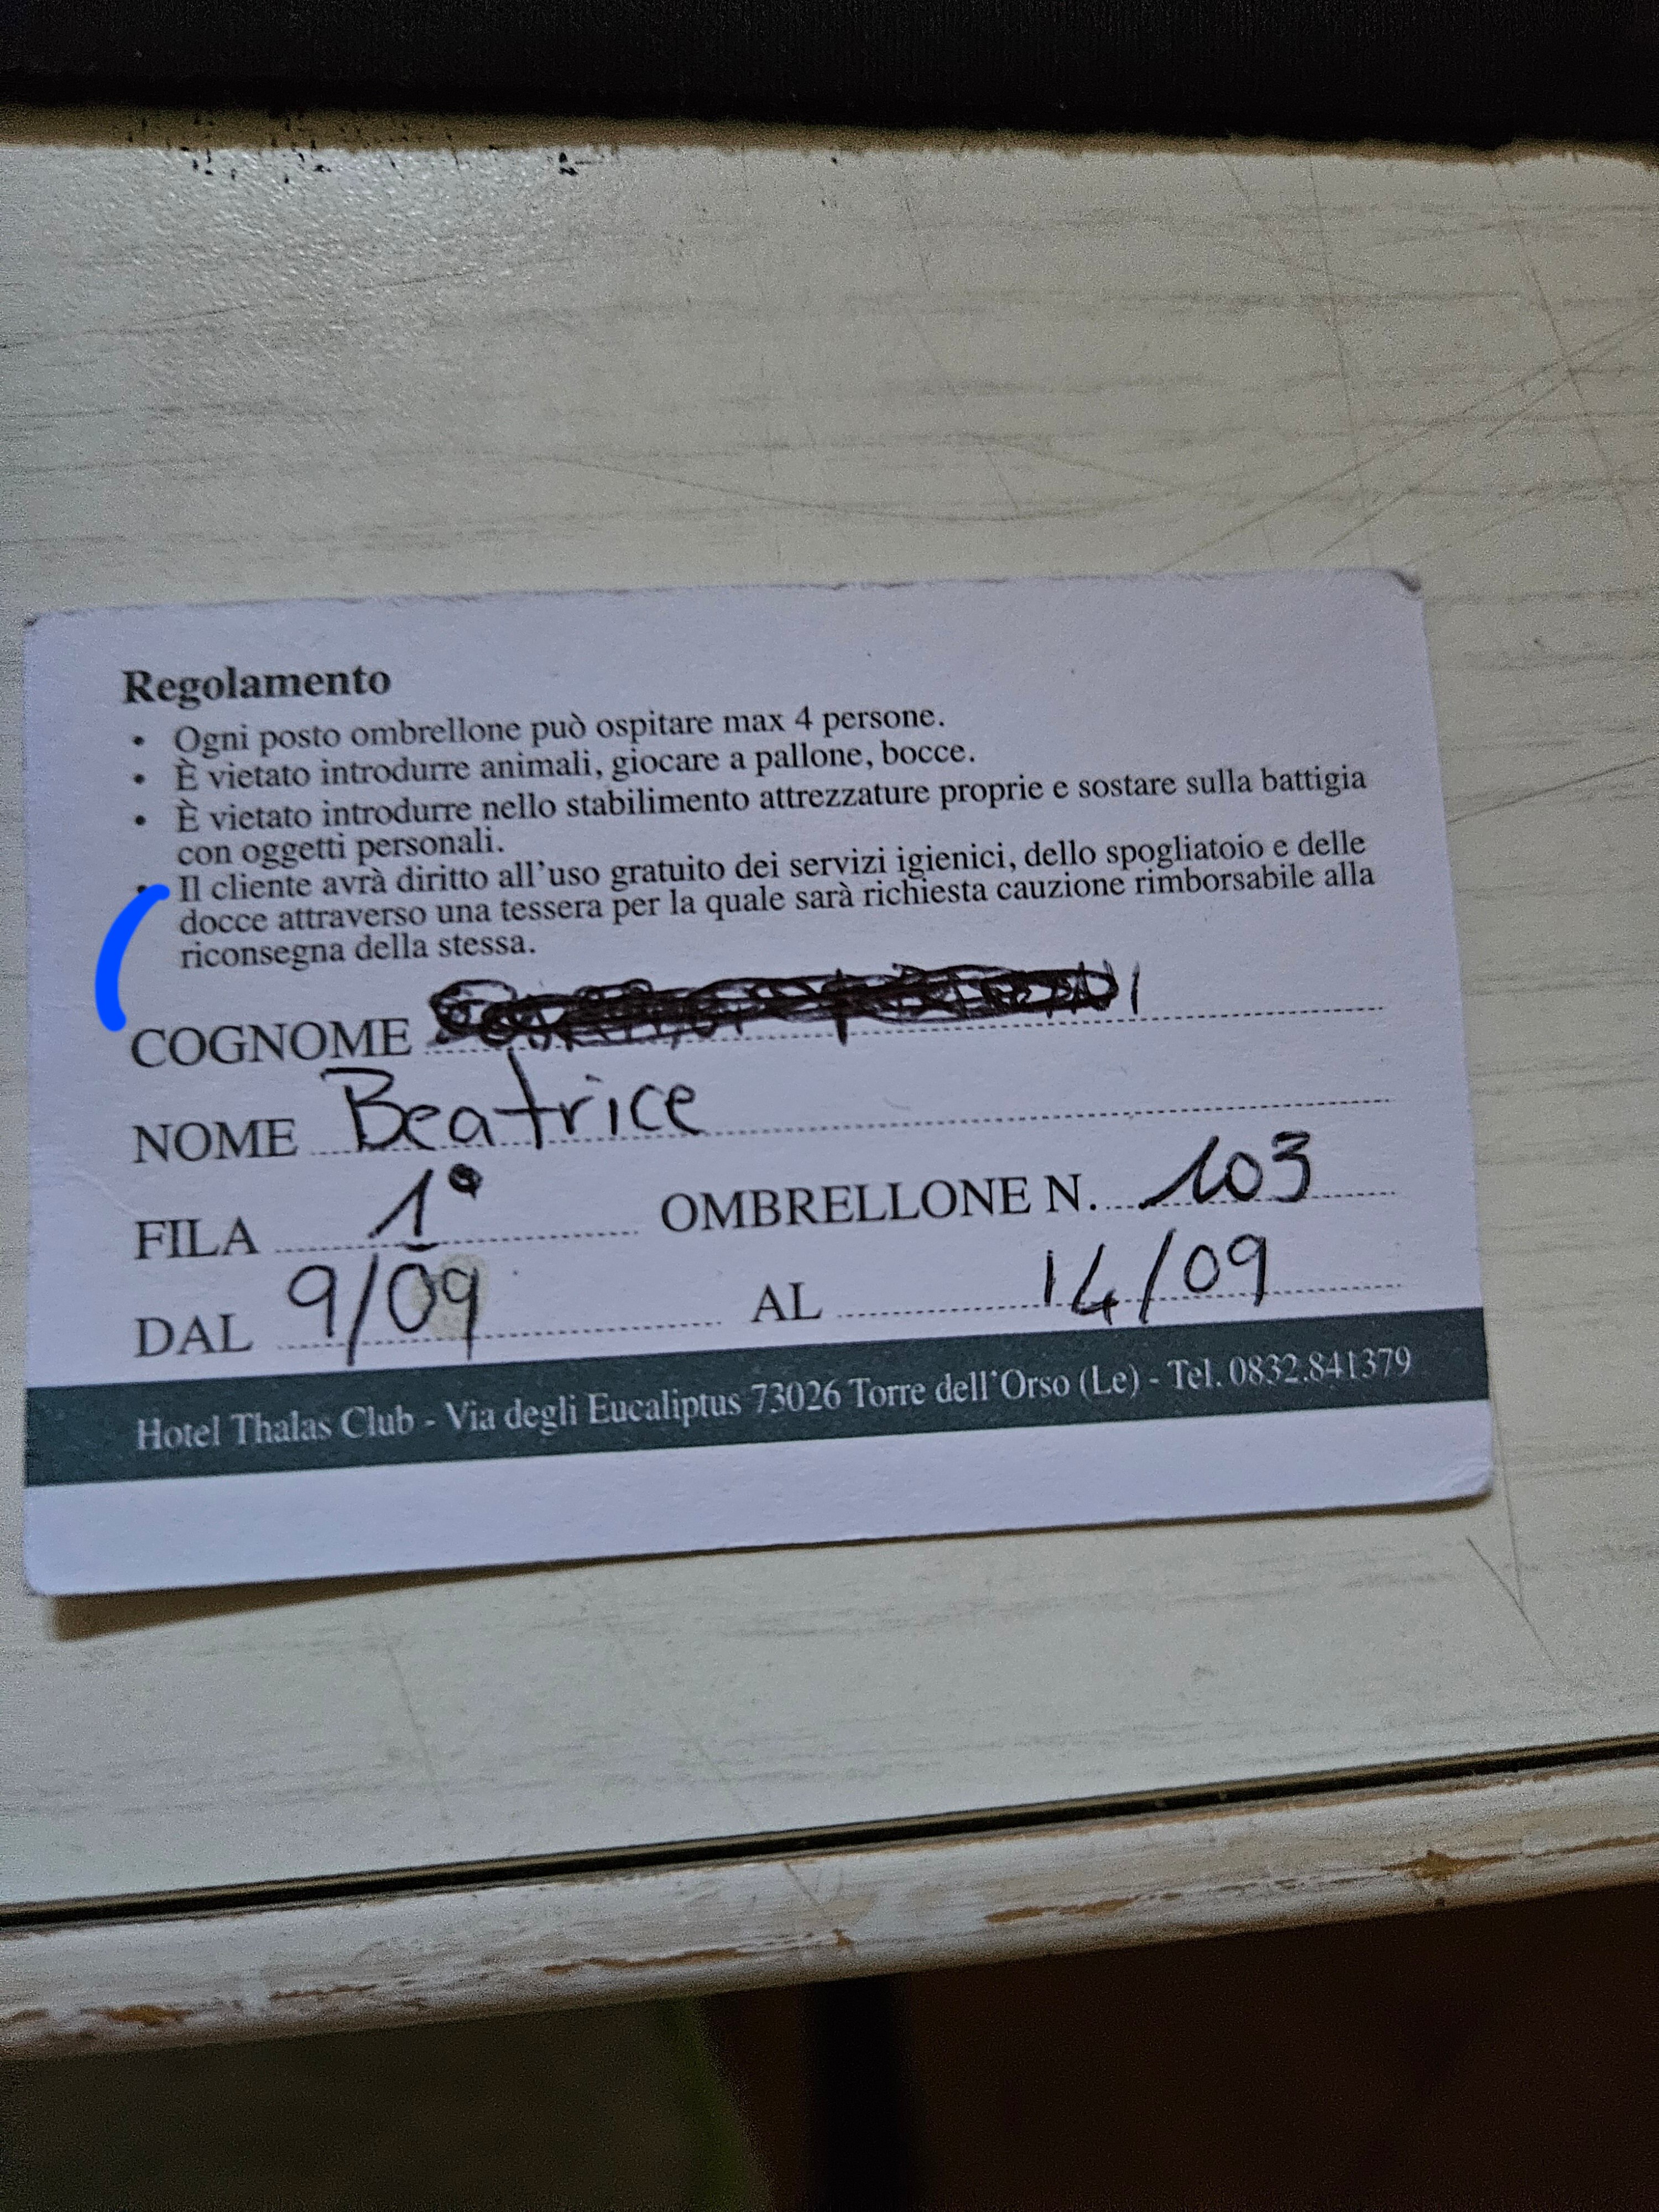 Regolamento
• Ogni posto ombrellone può ospitare max 4 persone.
• È vietato introdurre animali, giocare a pallone, bocce.
• È vietato introdurre nello stabilimento attrezzature proprie e sostare sulla battigia
con oggetti personali.
• Il cliente avrà diritto all'uso gratuito dei servizi igienici, dello spogliatoio e delle
docce attraverso una tessera per la quale sarà richiesta cauzione rimborsabile alla
riconsegna della stessa.
COGNOME
NOME Beatrice
FILA 1° OMBRELLONE N. 103
DAL 9/09 AL 14/09
Hotel Thalas Club - Via degli Eucaliptus 73026 Torre dell'Orso (Le) - Tel. 0832.841379